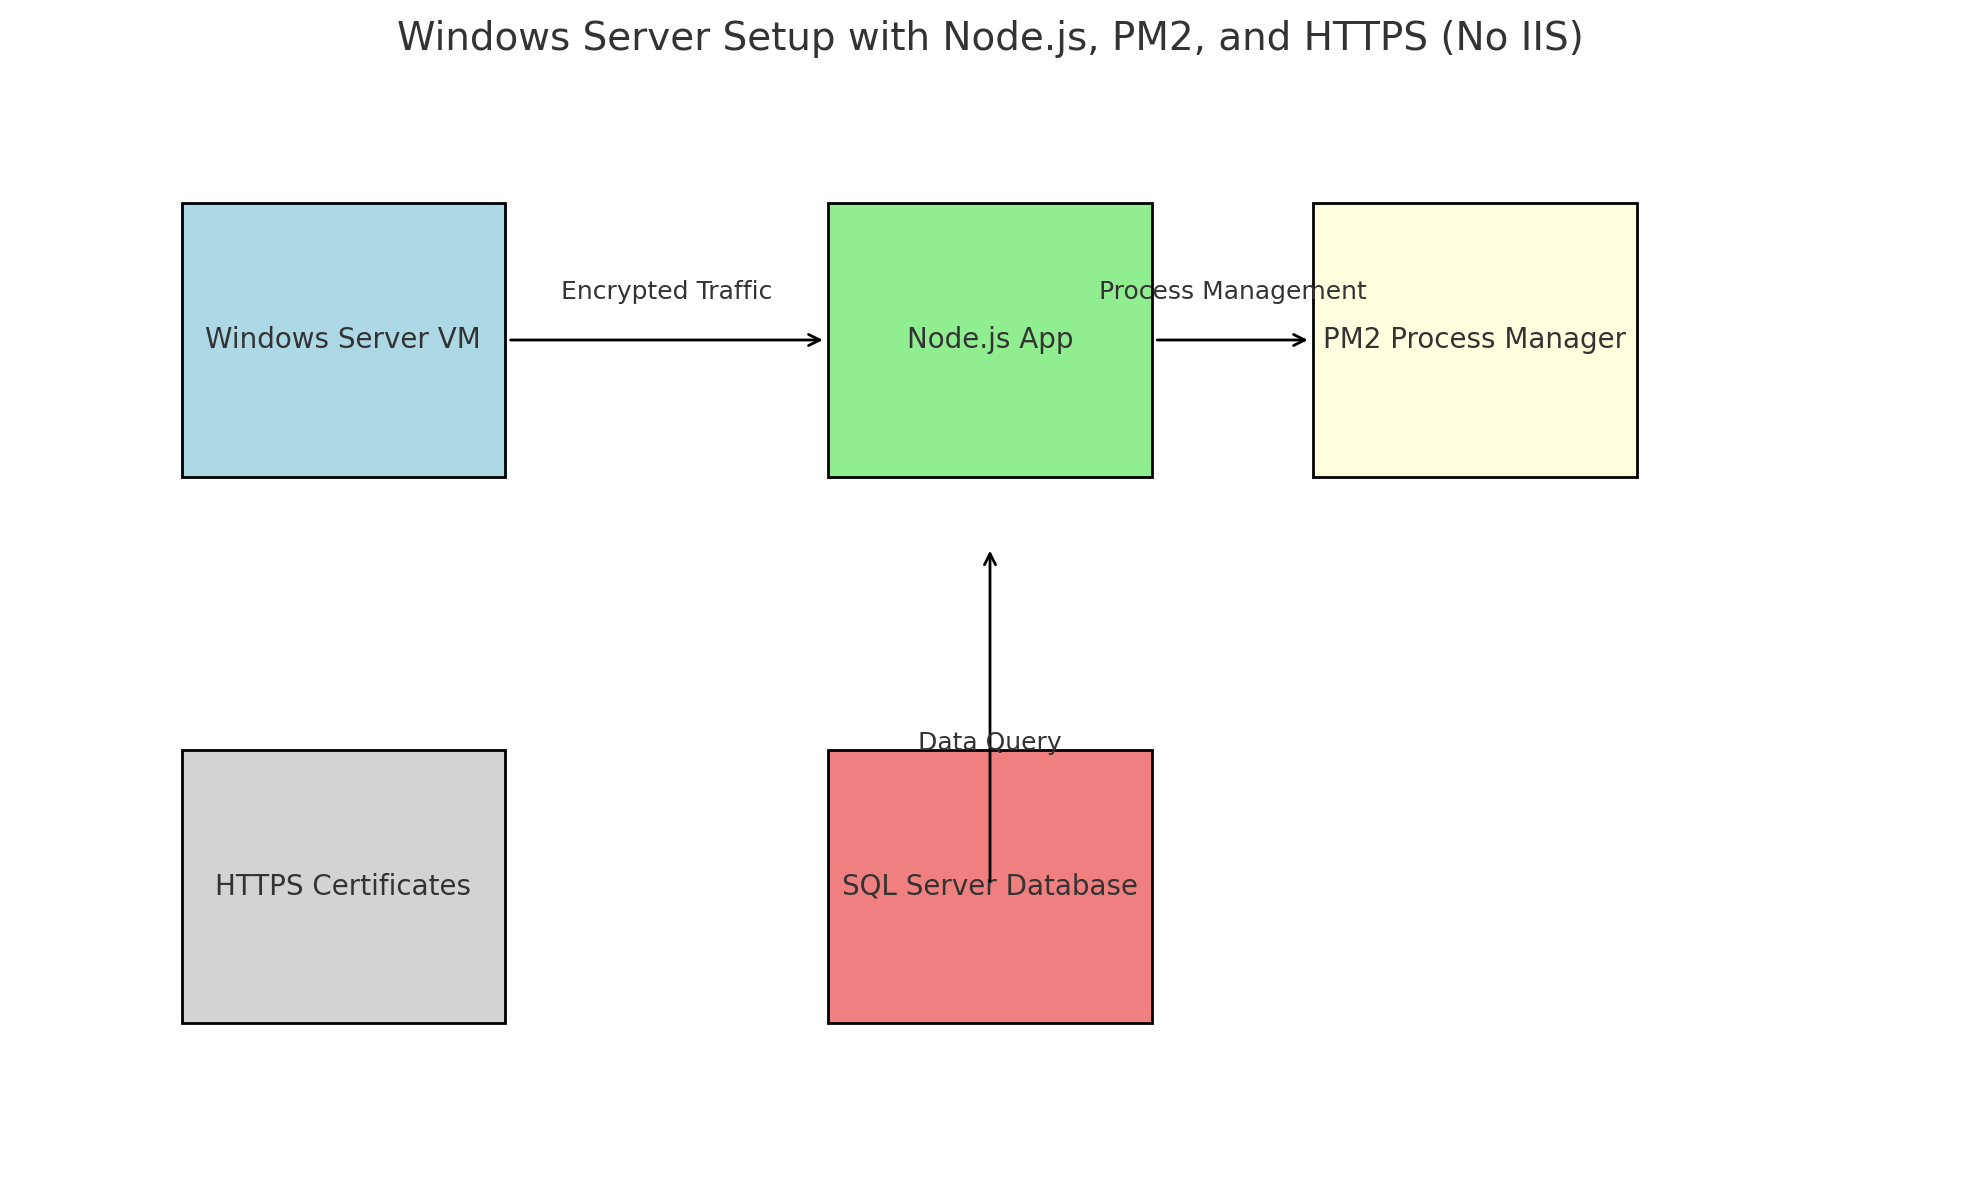 Windows Server Setup with Node.js, PM2, and HTTPS (No IIS)
Encrypted Traffic
Process Management
Windows Server VM
Node.js App
PM2 Process Manager
Data Query
HTTPS Certificates
SQL Server Database